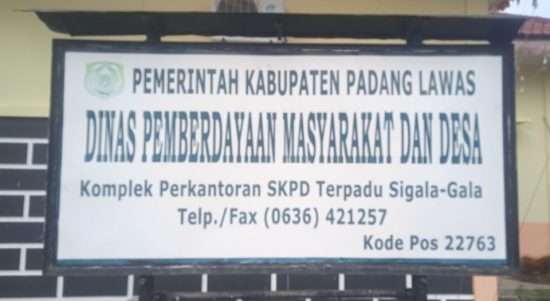 PEMERINTAH KABUPATEN PADANG LAWAS
DINAS PEMBERDAYAAN MASYARAKAT DAN DESA
Komplek Perkantoran SKPD Terpadu Sigala-Gala
Telp./Fax (0636) 421257
Kode Pos 22763